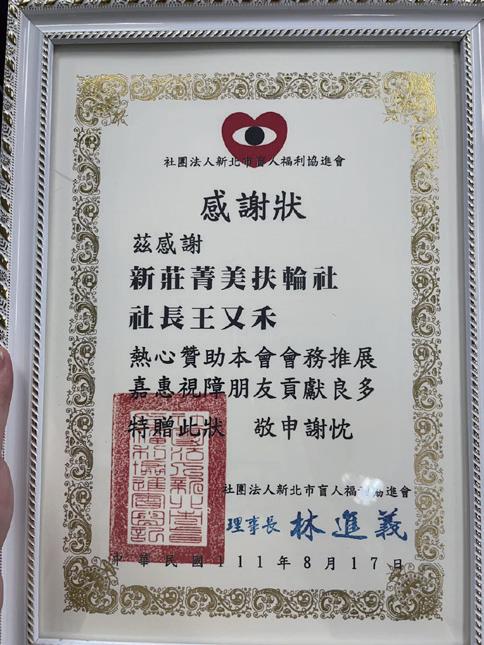 社團法人新北市盲人福利協進會
感謝狀
茲感謝
新莊菁美扶輪社
社長王又禾
熱心贊助本會會務推展
嘉惠視障朋友貢獻良多
特贈此狀 敬申謝忱
社團法人新北市盲人福利協進會
理事長 林進義
中華民國111年8月17日